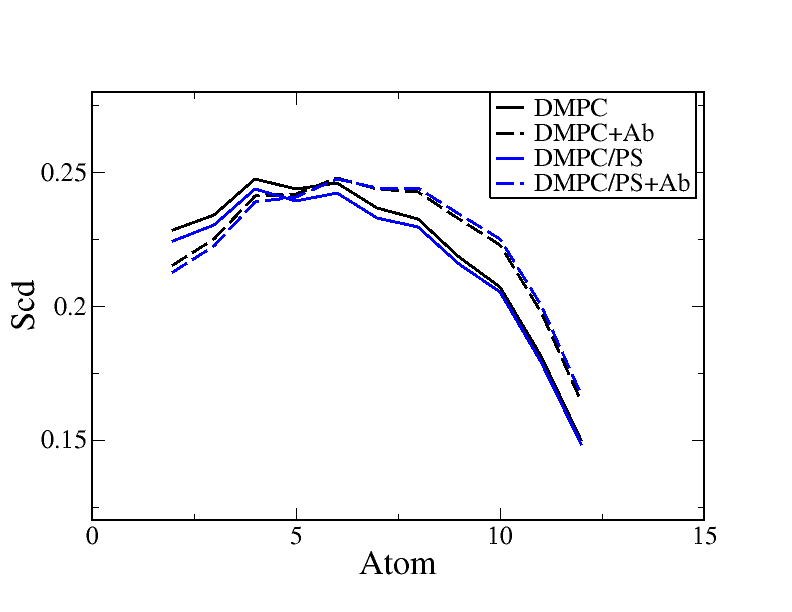 DMPC
DMPC+Ab
DMPC/PS
DMPC/PS+Ab
0.25
0.2
0.15
Scd
0 5 10 15
Atom